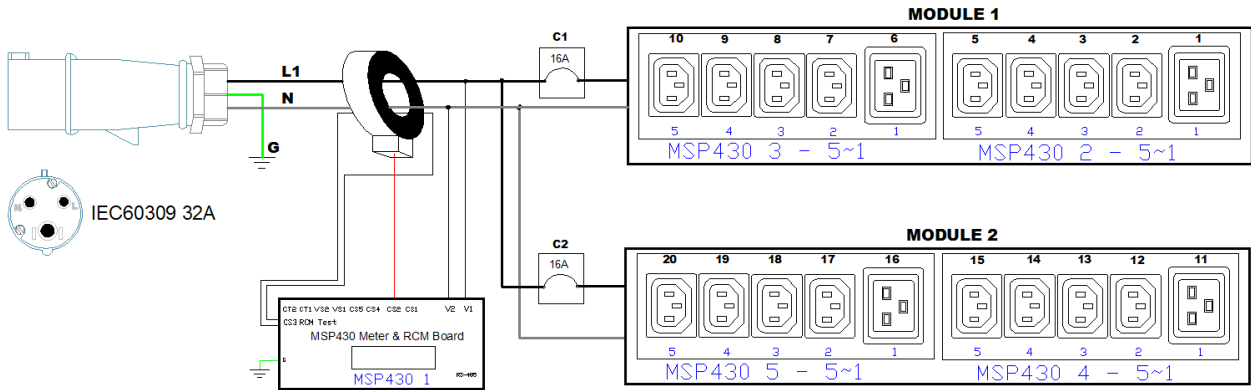 MODULE 1
C1
16A
10 9 8 7 6 5 4 3 2 1
L1
N
G
5 4 3 2 1 5 4 3 2 1
MSP430 3 - 5~1 MSP430 2 - 5~1
N L
IEC60309 32A
MODULE 2
C2
16A
20 19 18 17 16 15 14 13 12 11
CT2 CT1 VS2 VS1 CS5 CS4 CS2 CS1 V2 V1
CS3 RCM Test
MSP430 Meter & RCM Board
MSP430 1
RS-485
5 4 3 2 1 5 4 3 2 1
MSP430 5 - 5~1 MSP430 4 - 5~1